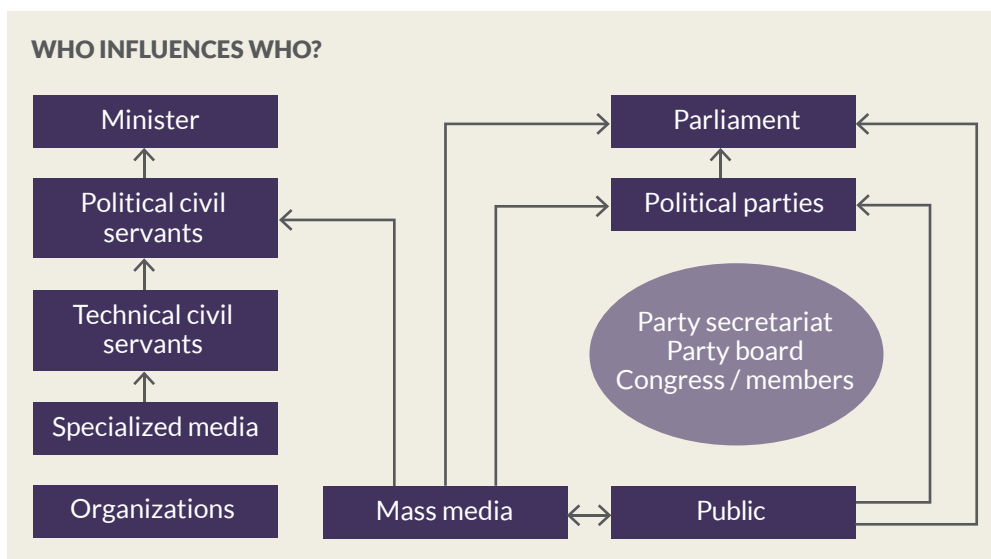 WHO INFLUENCES WHO?
Minister
Political civil
servants
Technical civil
servants
Specialized media
Organizations
Parliament
Political parties
Party secretariat
Party board
Congress / members
Mass media
Public